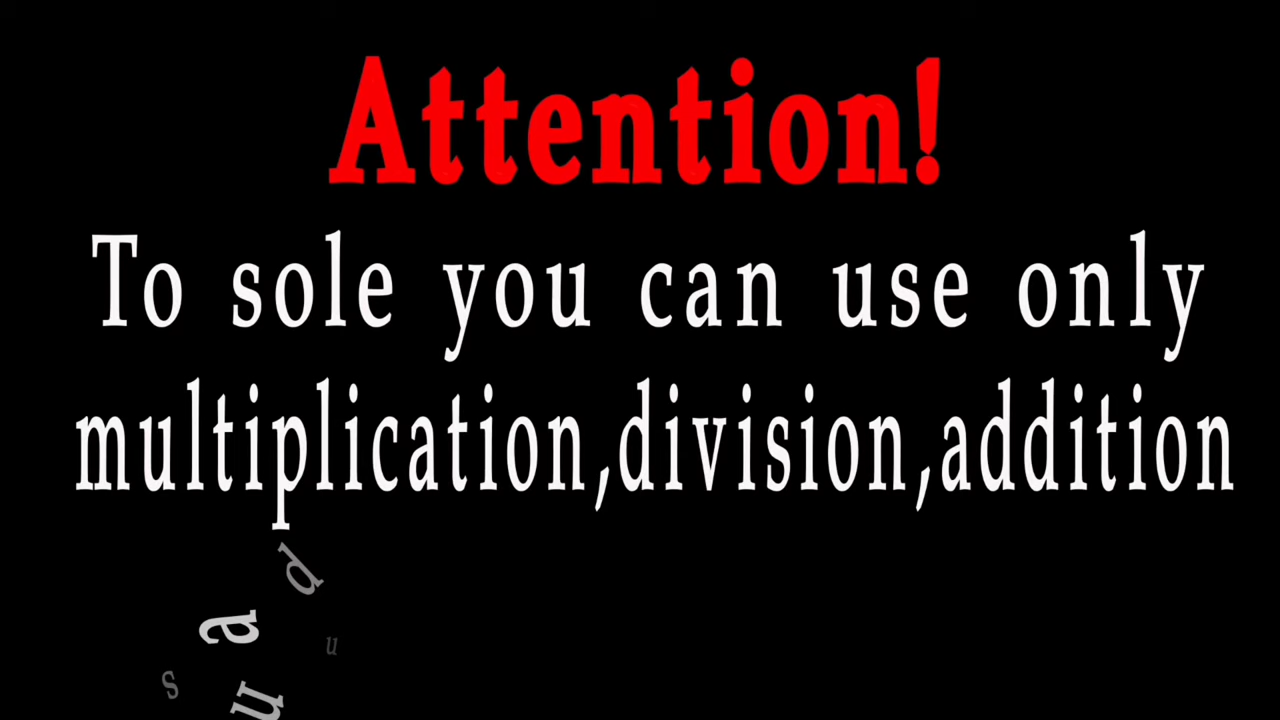 Attention!
To sole you can use only
multiplication,division,addition